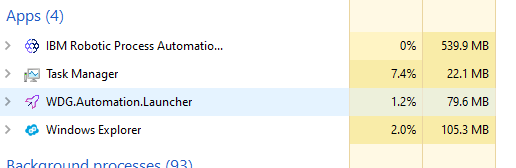 Apps (4)
IBM Robotic Process Automatio... 0% 539.9 MB
Task Manager 7.4% 22.1 MB
WDG.Automation.Launcher 1.2% 79.6 MB
Windows Explorer 2.0% 105.3 MB
Background processes (93)